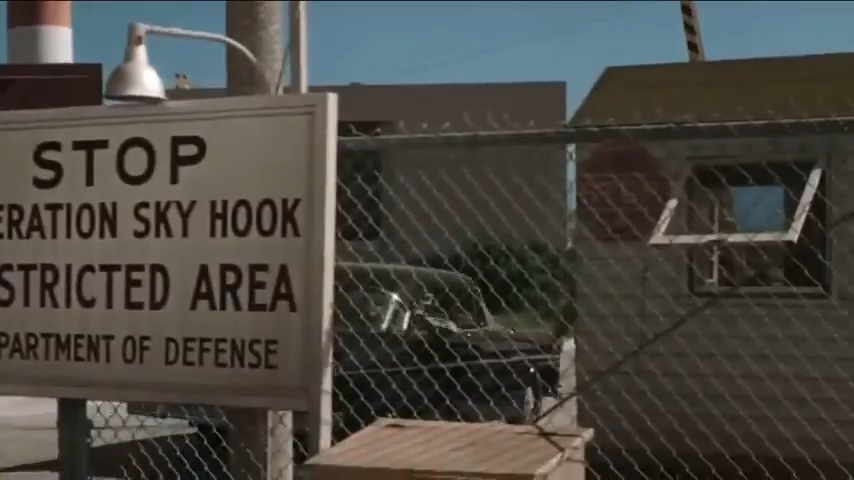 STOP
ERATION SKY HOOK
STRICTED AREA
PARTMENT OF DEFENSE